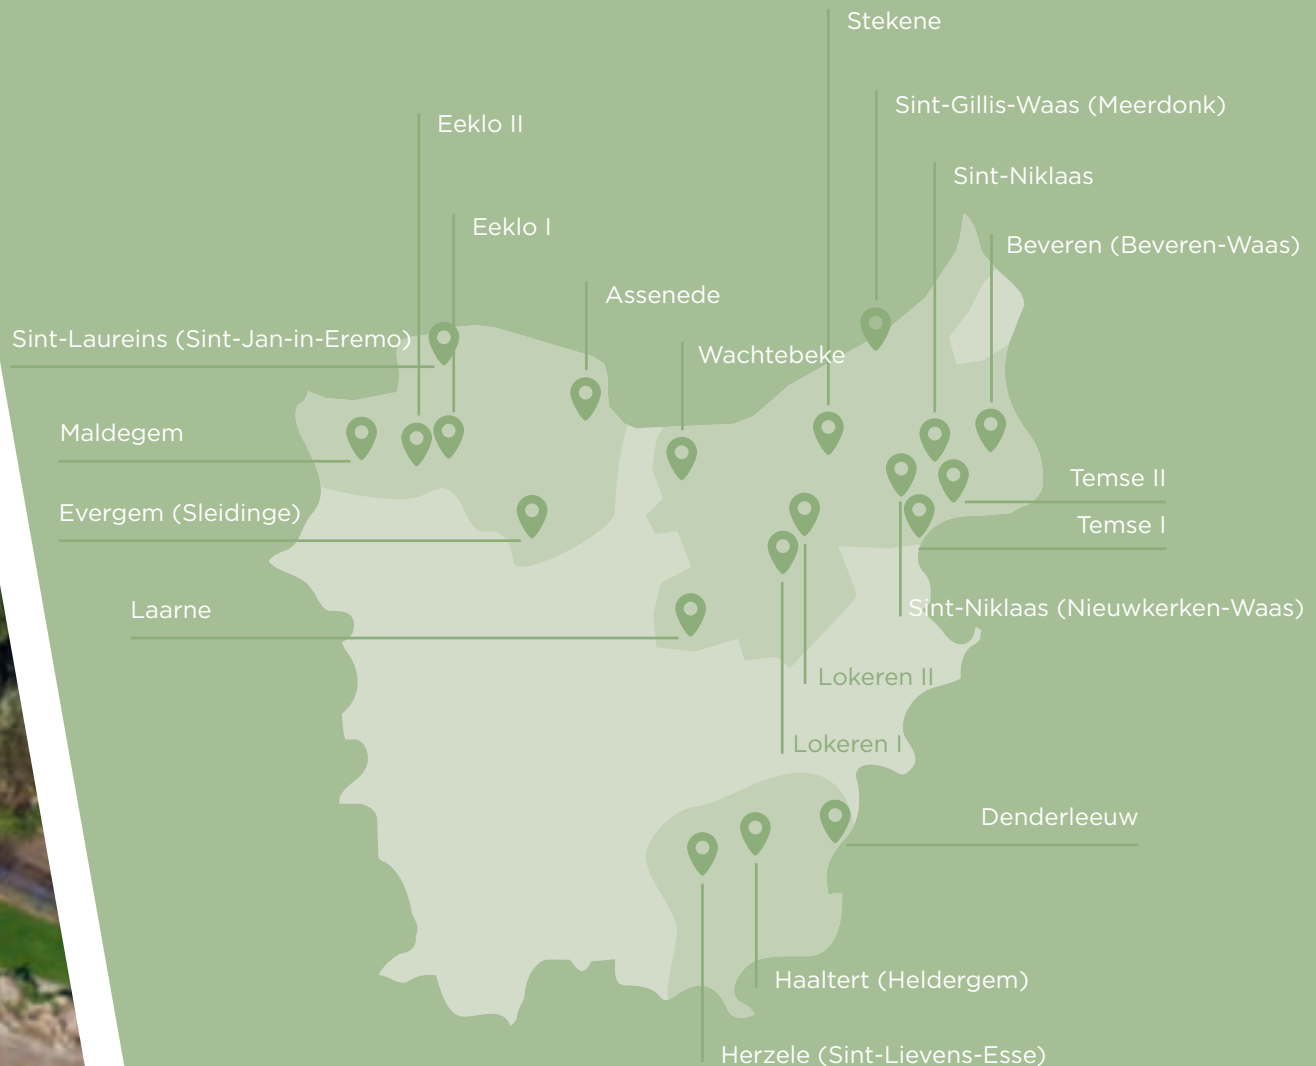 Stekene
Sint-Gillis-Waas (Meerdonk)
Eeklo II
Sint-Niklaas
Eeklo I
Beveren (Beveren-Waas)
Assenede
Sint-Laureins (Sint-Jan-in-Eremo)
Wachtebeke
Maldegem
Temse II
Evergem (Sleidinge)
Temse I
Laarne
Sint-Niklaas (Nieuwkerken-Waas)
Lokeren II
Lokeren I
Denderleeuw
Haaltert (Heldergem)
Herzele (Sint-Lievens-Esse)